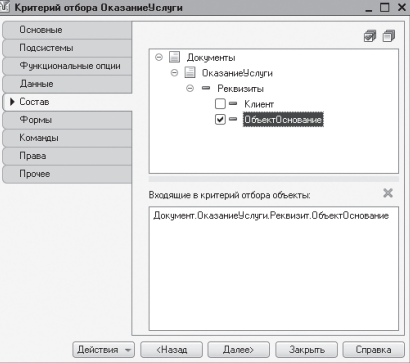 Критерий отбора ОказаниеУслуги
Основные
Подсистемы
Функциональные опции
Данные
Состав
Формы
Команды
Права
Прочее
Документы
ОказаниеУслуги
Реквизиты
Клиент
ОбъектОснование
Входящие в критерий отбора объекты:
Документ.ОказаниеУслуги.Реквизит.ОбъектОснование
Действия
<Назад
Далее>
Закрыть
Справка